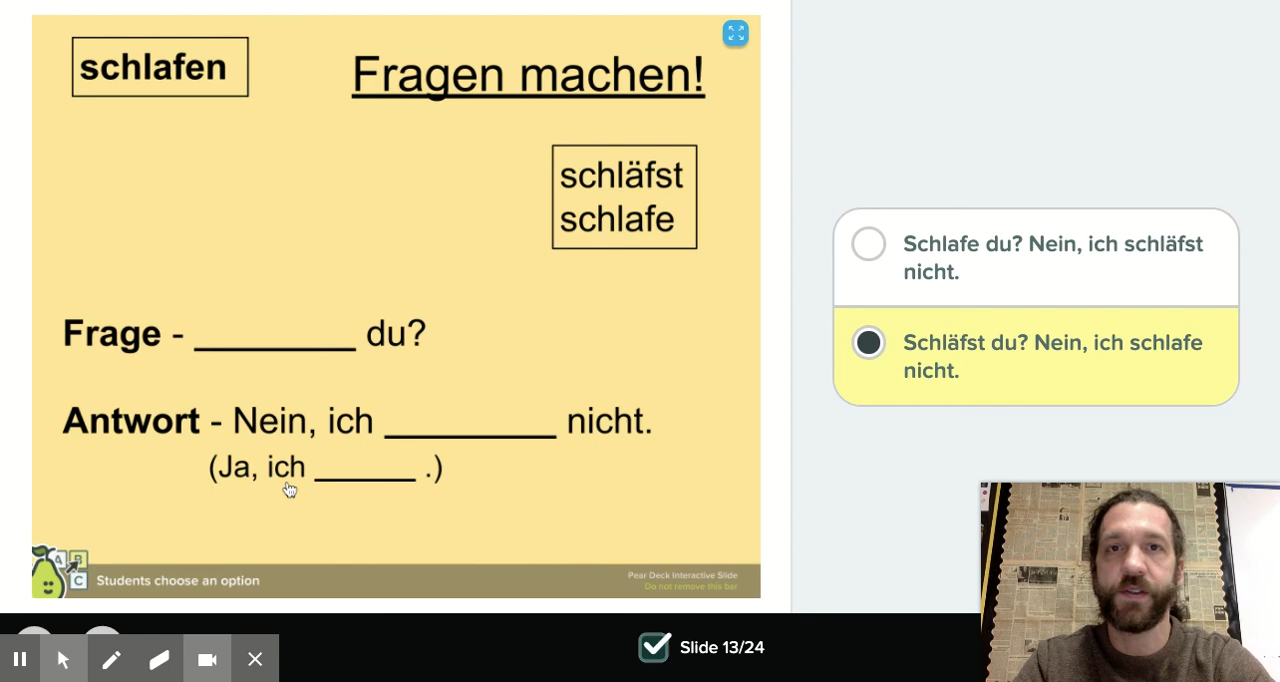 schlafen
Fragen machen!
schläfst
schlafe
Frage - ________ du?
Antwort - Nein, ich ________ nicht.
(Ja, ich ______ .)
A B
C
Students choose an option
Pear Deck Interactive Slide
Do not remove this bar
Schlafe du? Nein, ich schläfst
nicht.
Schläfst du? Nein, ich schlafe
nicht.
Slide 13/24